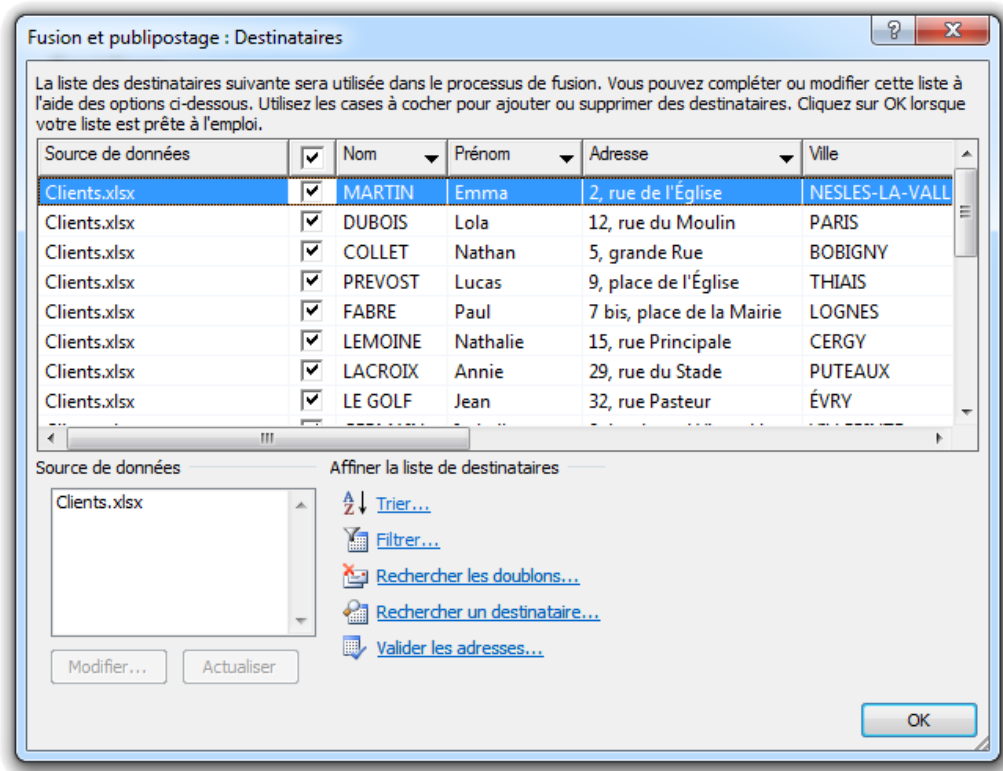 Fusion et publipostage : Destinataires
La liste des destinataires suivante sera utilisée dans le processus de fusion. Vous pouvez compléter ou modifier cette liste à
l'aide des options ci-dessous. Utilisez les cases à cocher pour ajouter ou supprimer des destinataires. Cliquez sur OK lorsque
votre liste est prête à l'emploi.
Source de données Nom Prénom Adresse Ville
Clients.xlsx MARTIN Emma 2, rue de l'Église NESLES-LA-VALL
Clients.xlsx DUBOIS Lola 12, rue du Moulin PARIS
Clients.xlsx COLLET Nathan 5, grande Rue BOBIGNY
Clients.xlsx PREVOST Lucas 9, place de l'Église THIAIS
Clients.xlsx FABRE Paul 7 bis, place de la Mairie LOGNES
Clients.xlsx LEMOINE Nathalie 15, rue Principale CERGY
Clients.xlsx LACROIX Annie 29, rue du Stade PUTEAUX
Clients.xlsx LE GOLF Jean 32, rue Pasteur ÉVRY
Source de données Affiner la liste de destinataires
Clients.xlsx
Trier...
Filtrer...
Rechercher les doublons...
Rechercher un destinataire...
Valider les adresses...
Modifier... Actualiser
OK